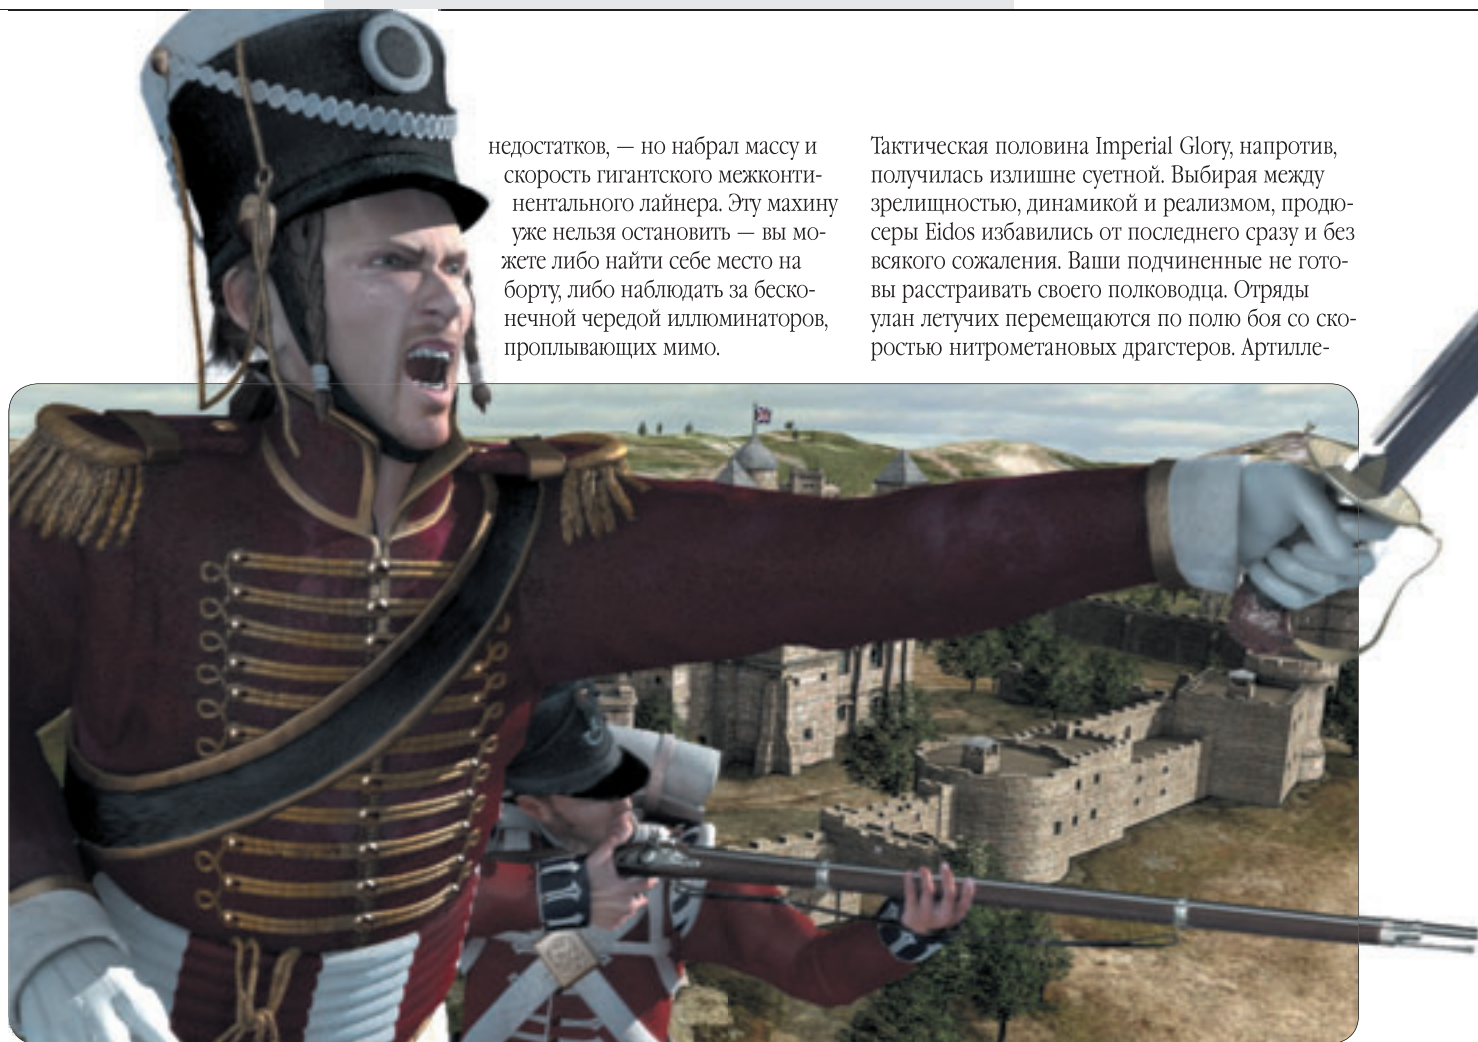 недостатков, — но набрал массу и
скорость гигантского межконти-
нентального лайнера. Эту махину
уже нельзя остановить — вы мо-
жете либо найти себе место на
борту, либо наблюдать за беско-
нечной чередой иллюминаторов,
проплывающих мимо.
Тактическая половина Imperial Glory, напротив,
получилась излишне суетной. Выбирая между
зрелищностью, динамикой и реализмом, продю-
серы Eidos избавились от последнего сразу и без
всякого сожаления. Ваши подчиненные не гото-
вы расстраивать своего полководца. Отряды
улан летучих перемещаются по полю боя со ско-
ростью нитрометановых драгстеров. Артилле-